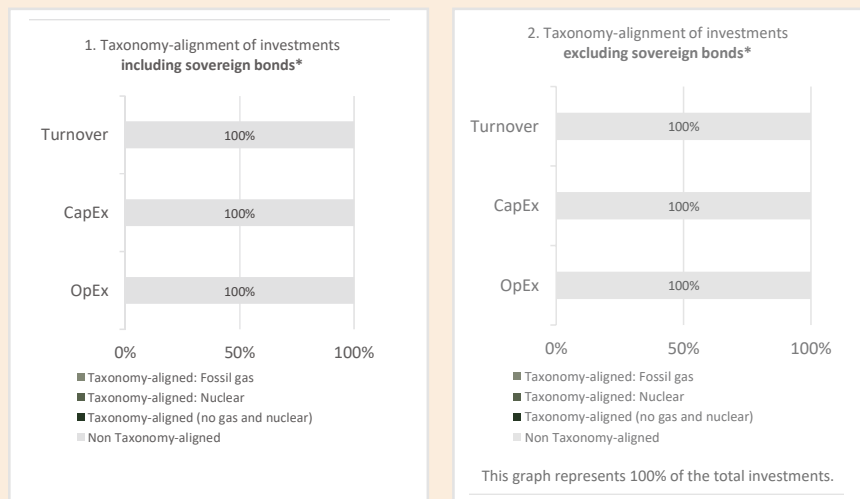 1. Taxonomy-alignment of investments
including sovereign bonds*
Turnover
100%
CapEx
100%
OpEx
100%
0%
50%
100%
Taxonomy-aligned: Fossil gas
Taxonomy-aligned: Nuclear
Taxonomy-aligned (no gas and nuclear)
Non Taxonomy-aligned
2. Taxonomy-alignment of investments
excluding sovereign bonds*
Turnover
100%
CapEx
100%
OpEx
100%
0%
50%
100%
Taxonomy-aligned: Fossil gas
Taxonomy-aligned: Nuclear
Taxonomy-aligned (no gas and nuclear)
Non Taxonomy-aligned
This graph represents 100% of the total investments.